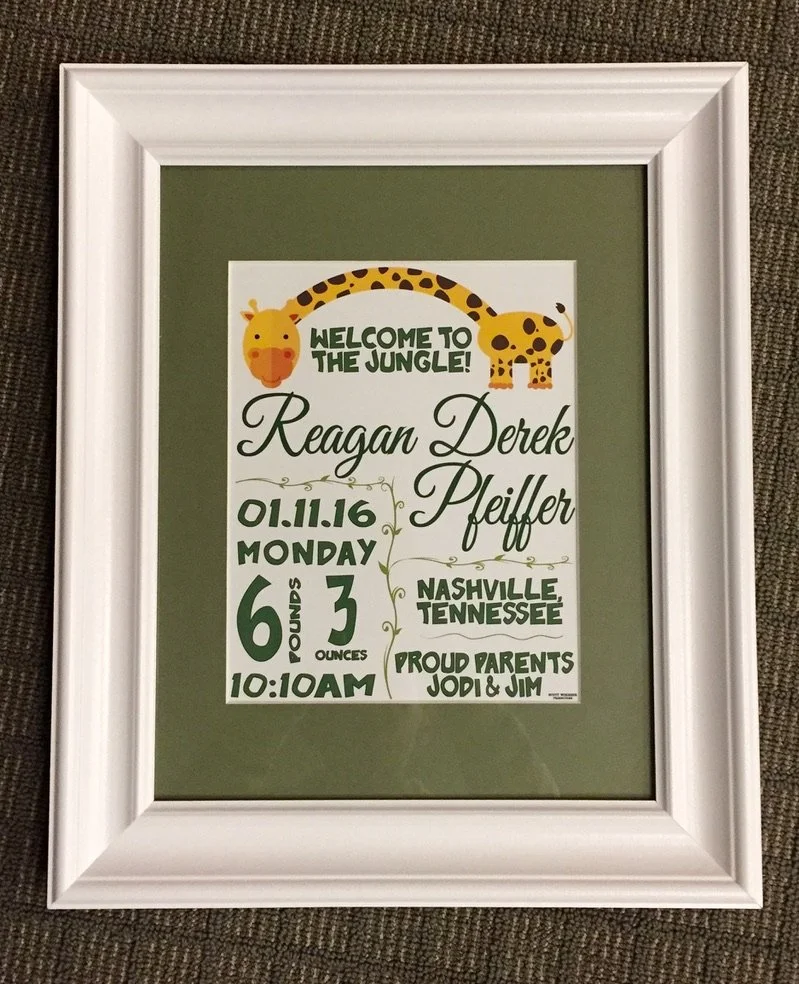 WELCOME TO
THE JUNGLE!
Reagan Derek
Pfeiffer
01.11.16
MONDAY
6 POUNDS 3 OUNCES
10:10AM
NASHVILLE,
TENNESSEE
PROUD PARENTS
JODI & JIM